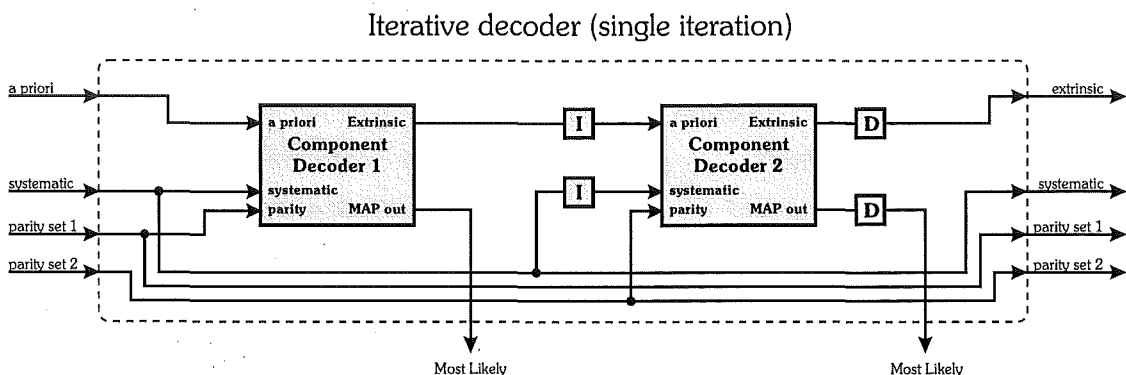 Iterative decoder (single iteration)
a priori
extrinsic
a priori Extrinsic
Component
Decoder 1
systematic
parity MAP out
I
I
a priori Extrinsic
Component
Decoder 2
systematic
parity MAP out
D
D
systematic
systematic
parity set 1
parity set 1
parity set 2
parity set 2
Most Likely
Most Likely